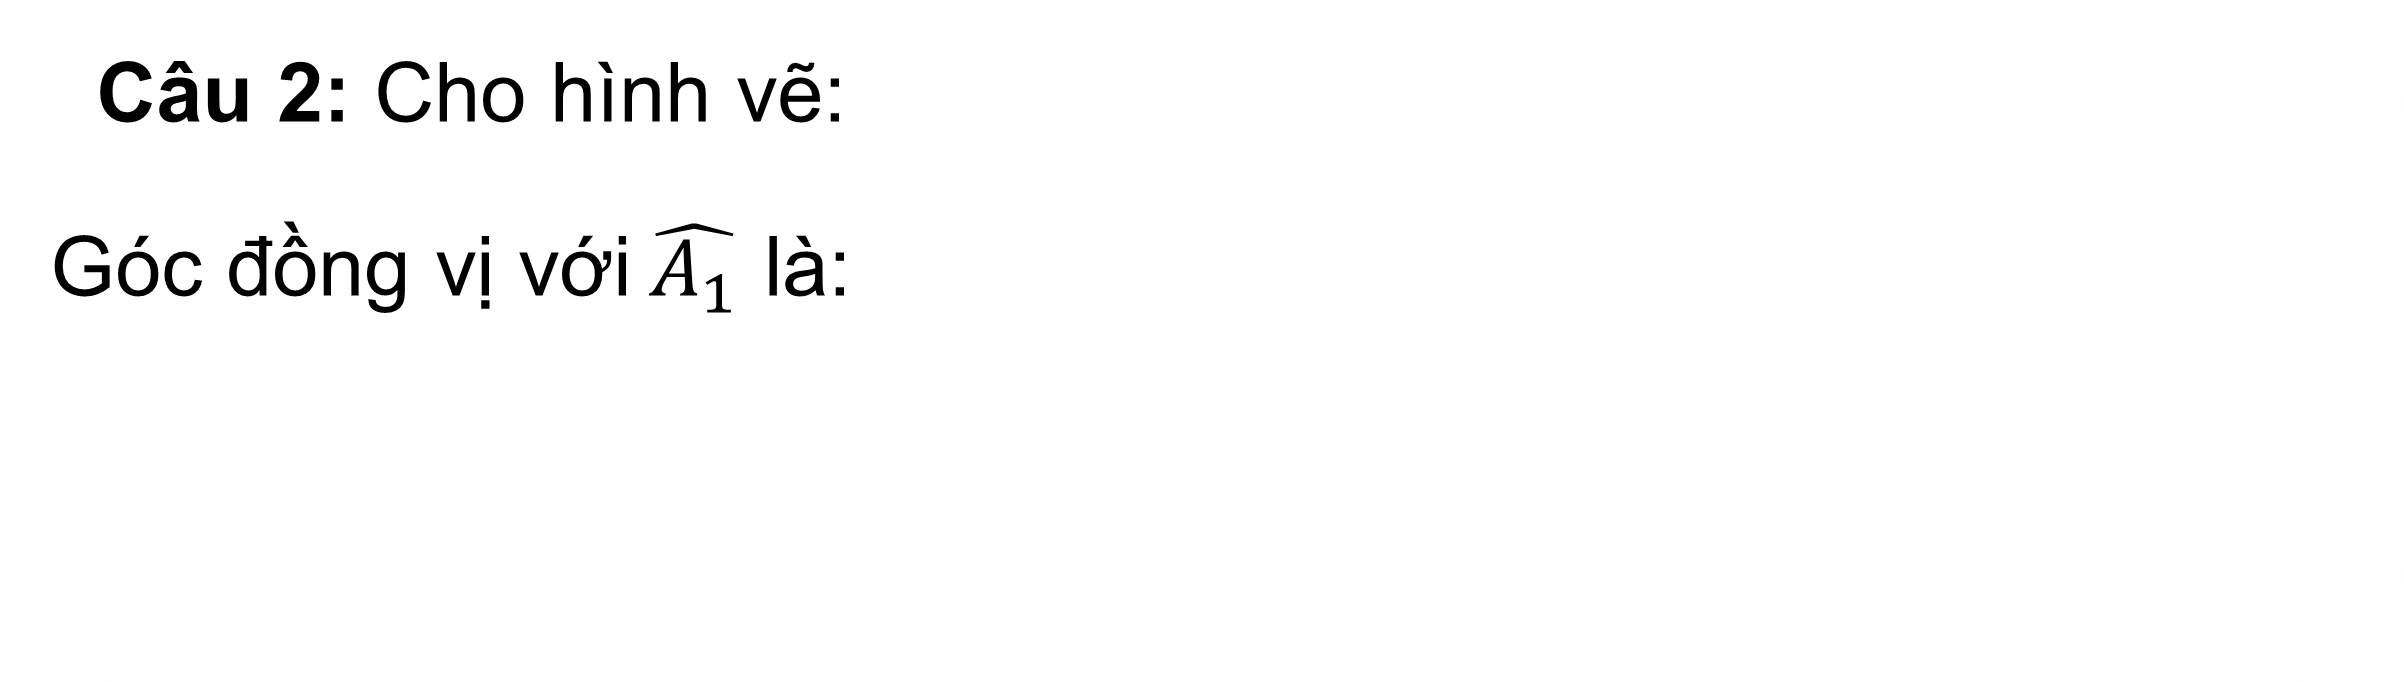 Câu 2: Cho hình vẽ:
Góc đồng vị với $\widehat{A_1}$ là: